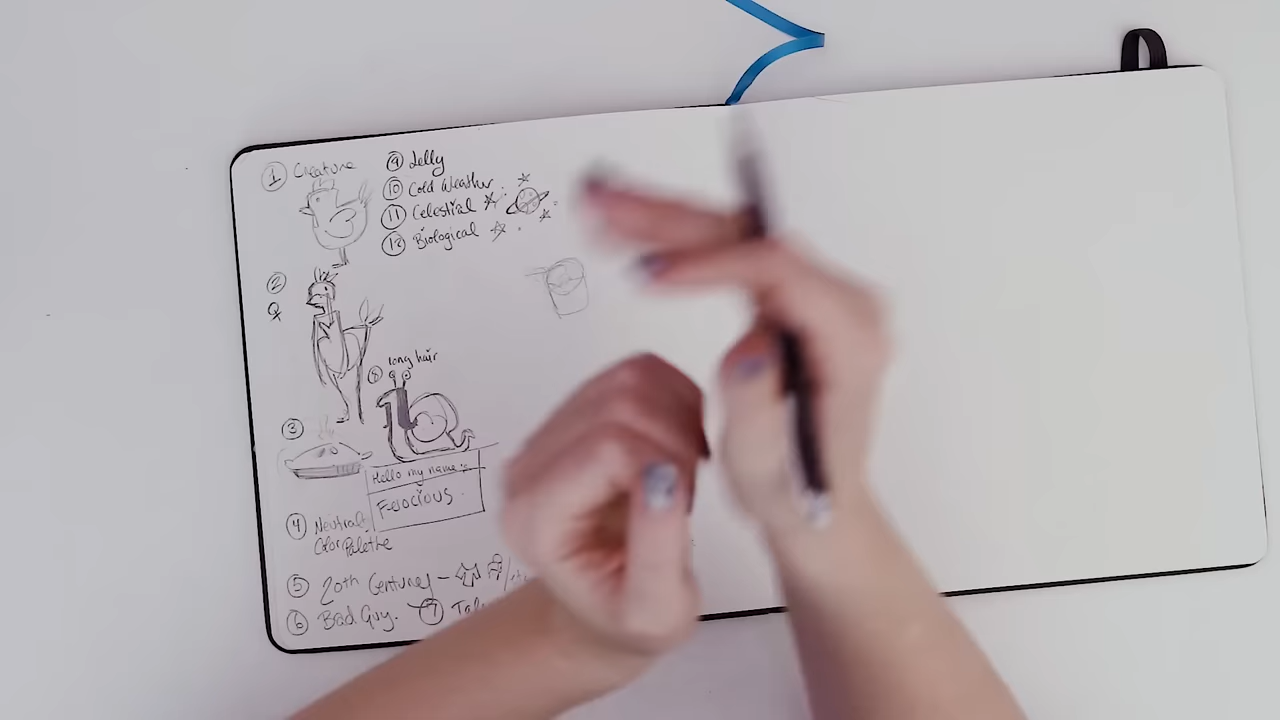 ① Creature
⑨ Jelly
⑩ Cold Weather
⑪ Celestial
⑫ Biological
②
♀
long hair
⑧
③
Hello my name is
Ferocious
④ Neutral
Color Palette
⑤ 20th Century -
⑥ Bad Guy. ⑦